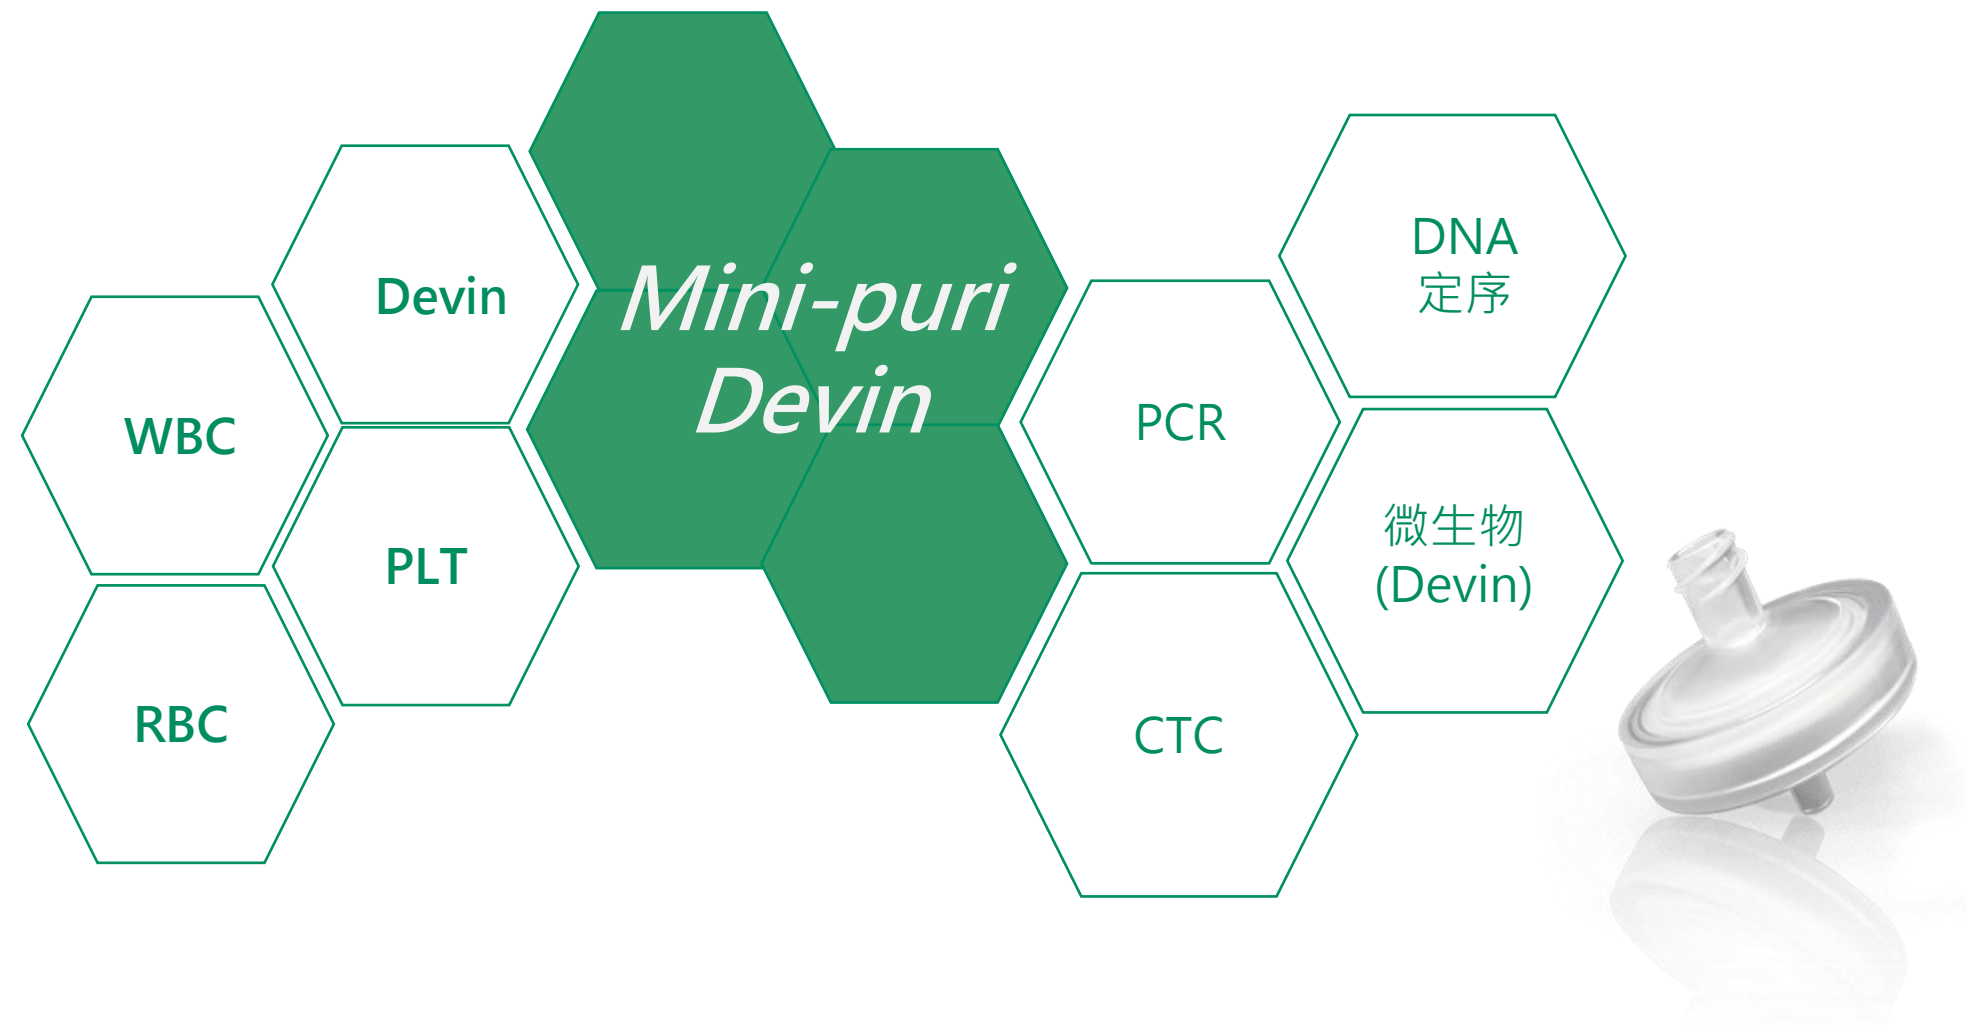 Mini-puri
Devin
Devin
WBC
PLT
RBC
DNA
定序
PCR
微生物
(Devin)
CTC